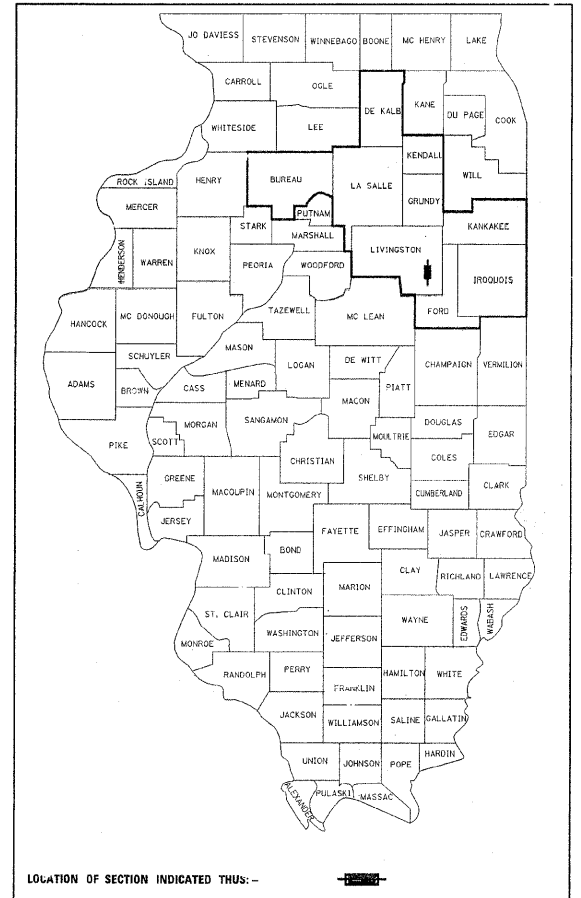 JO DAVIESS STEVENSON WINNEBAGO BOONE MC HENRY LAKE
CARROLL OGLE DE KALB KANE DU PAGE COOK
WHITESIDE LEE KENDALL WILL
ROCK ISLAND HENRY BUREAU LA SALLE GRUNDY
MERCER PUTNAM KANKAKEE
STARK MARSHALL LIVINGSTON
HENDERSON WARREN KNOX PEORIA WOODFORD IROQUOIS
HANCOCK MC DONOUGH FULTON TAZEWELL MC LEAN FORD
SCHUYLER MASON LOGAN DE WITT CHAMPAIGN VERMILION
ADAMS BROWN CASS MENARD MACON PIATT
PIKE SCOTT MORGAN SANGAMON MOULTRIE DOUGLAS EDGAR
CHRISTIAN COLES
CALHOUN GREENE MACOUPIN MONTGOMERY SHELBY CUMBERLAND CLARK
JERSEY FAYETTE EFFINGHAM JASPER CRAWFORD
MADISON BOND CLAY RICHLAND LAWRENCE
CLINTON MARION
ST. CLAIR WAYNE EDWARDS WABASH
MONROE WASHINGTON JEFFERSON
RANDOLPH PERRY HAMILTON WHITE
FRANKLIN
JACKSON WILLIAMSON SALINE GALLATIN
UNION JOHNSON POPE HARDIN
ALEXANDER PULASKI MASSAC
LOCATION OF SECTION INDICATED THUS:-